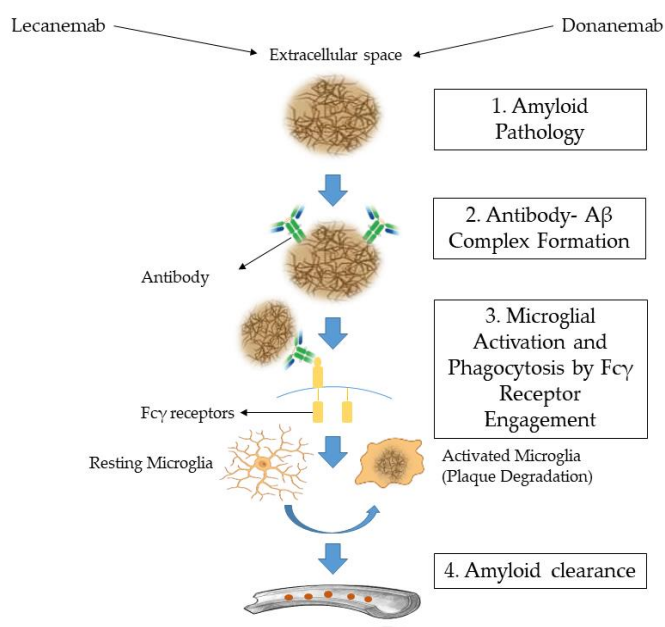 Lecanemab
Donanemab
Extracellular space
1. Amyloid
Pathology
2. Antibody- Aβ
Complex Formation
Antibody
3. Microglial
Activation and
Phagocytosis by Fcγ
Receptor
Engagement
Fcγ receptors
Resting Microglia
Activated Microglia
(Plaque Degradation)
4. Amyloid clearance